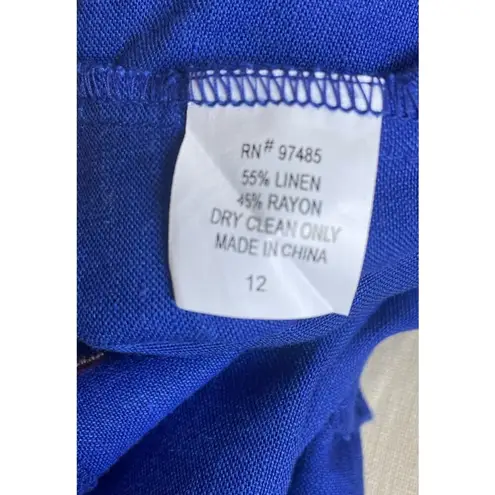 RN# 97485
55% LINEN
45% RAYON
DRY CLEAN ONLY
MADE IN CHINA
12